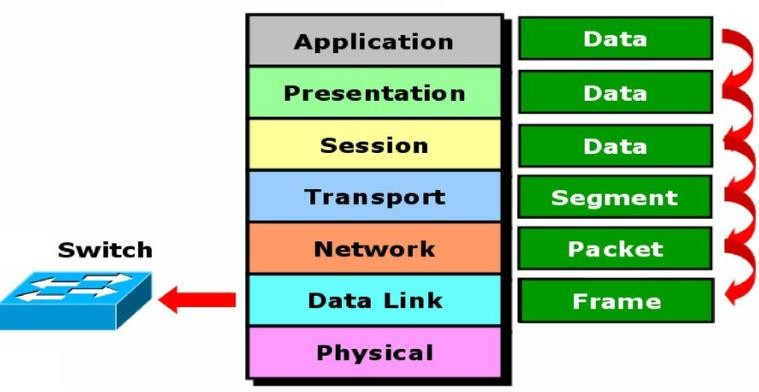 Application Data
Presentation Data
Session Data
Transport Segment
Network Packet
Switch
Data Link Frame
Physical